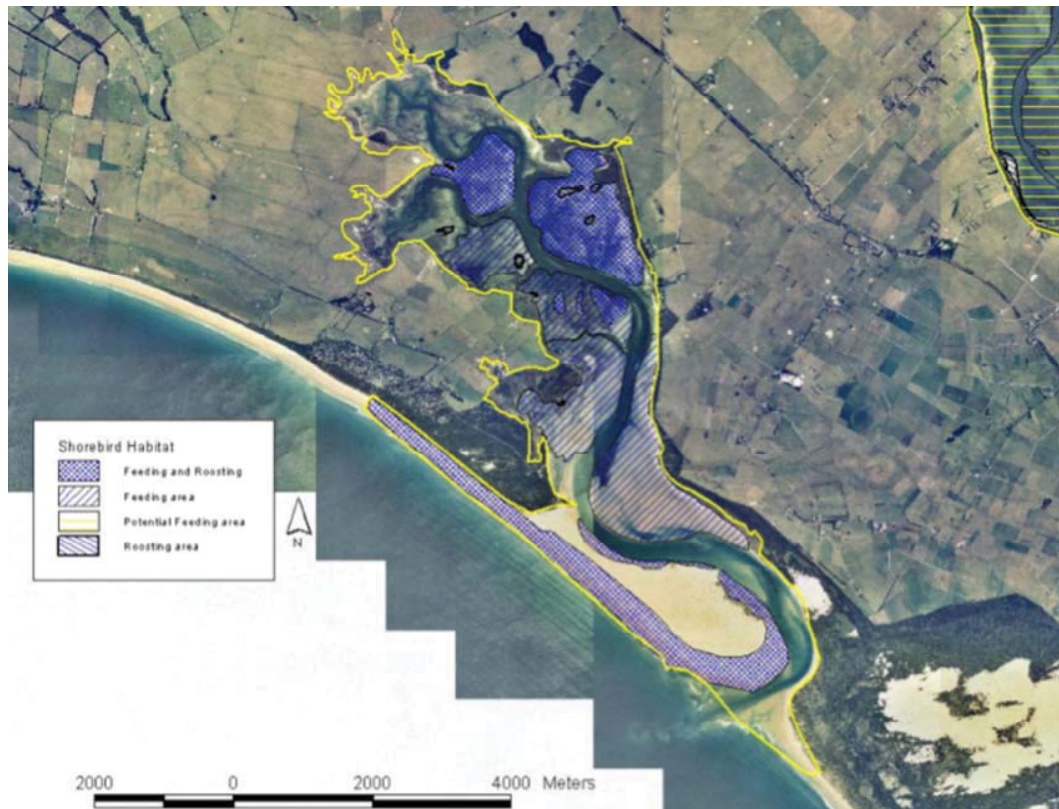 Shorebird Habitat
Feeding and Roosting
Feeding area
Potential Feeding area
Roosting area
N
2000 0 2000 4000 Meters